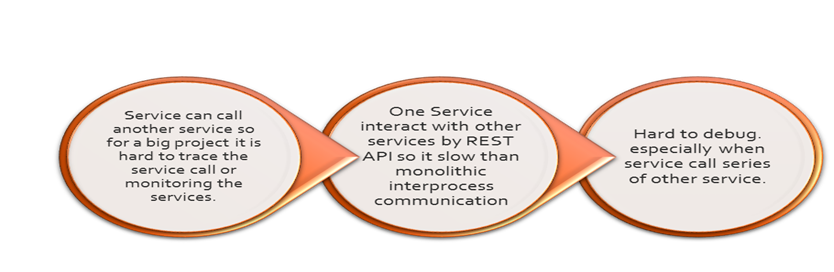 Service can call
another service so
for a big project it is
hard to trace the
service call or
monitoring the
services.
One Service
interact with other
services by REST
API so it slow than
monolithic
interprocess
communication
Hard to debug.
especially when
service call series
of other service.